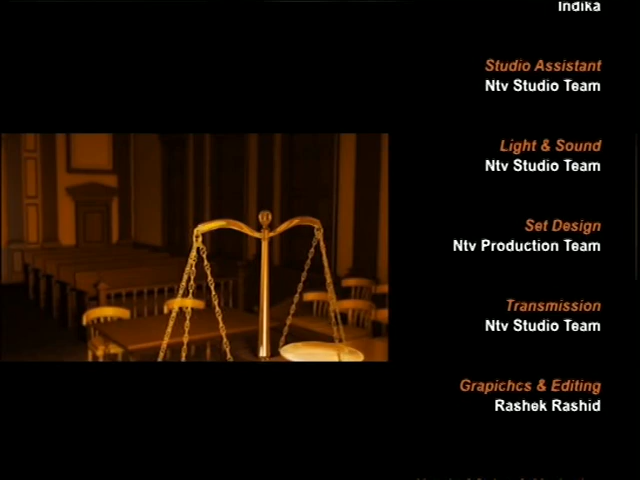 Indika
Studio Assistant
Ntv Studio Team
Light & Sound
Ntv Studio Team
Set Design
Ntv Production Team
Transmission
Ntv Studio Team
Grapichcs & Editing
Rashek Rashid